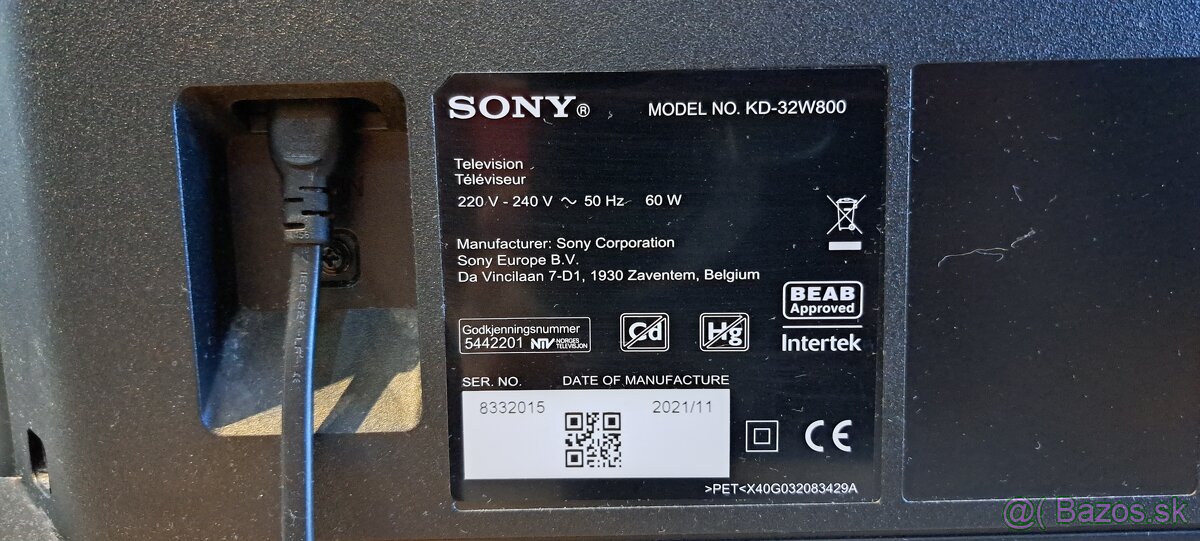 SONY®
MODEL NO. KD-32W800
Television
Téléviseur
220 V - 240 V ~ 50 Hz 60 W
Manufacturer: Sony Corporation
Sony Europe B.V.
Da Vincilaan 7-D1, 1930 Zaventem, Belgium
BEAB
Approved
Intertek
Godkjenningsnummer
5442201 NTV NORGES
TELEVISJON
Cd
Hg
SER. NO. DATE OF MANUFACTURE
8332015 2021/11
CE
>PET<X40G032083429A
@( Bazos.sk